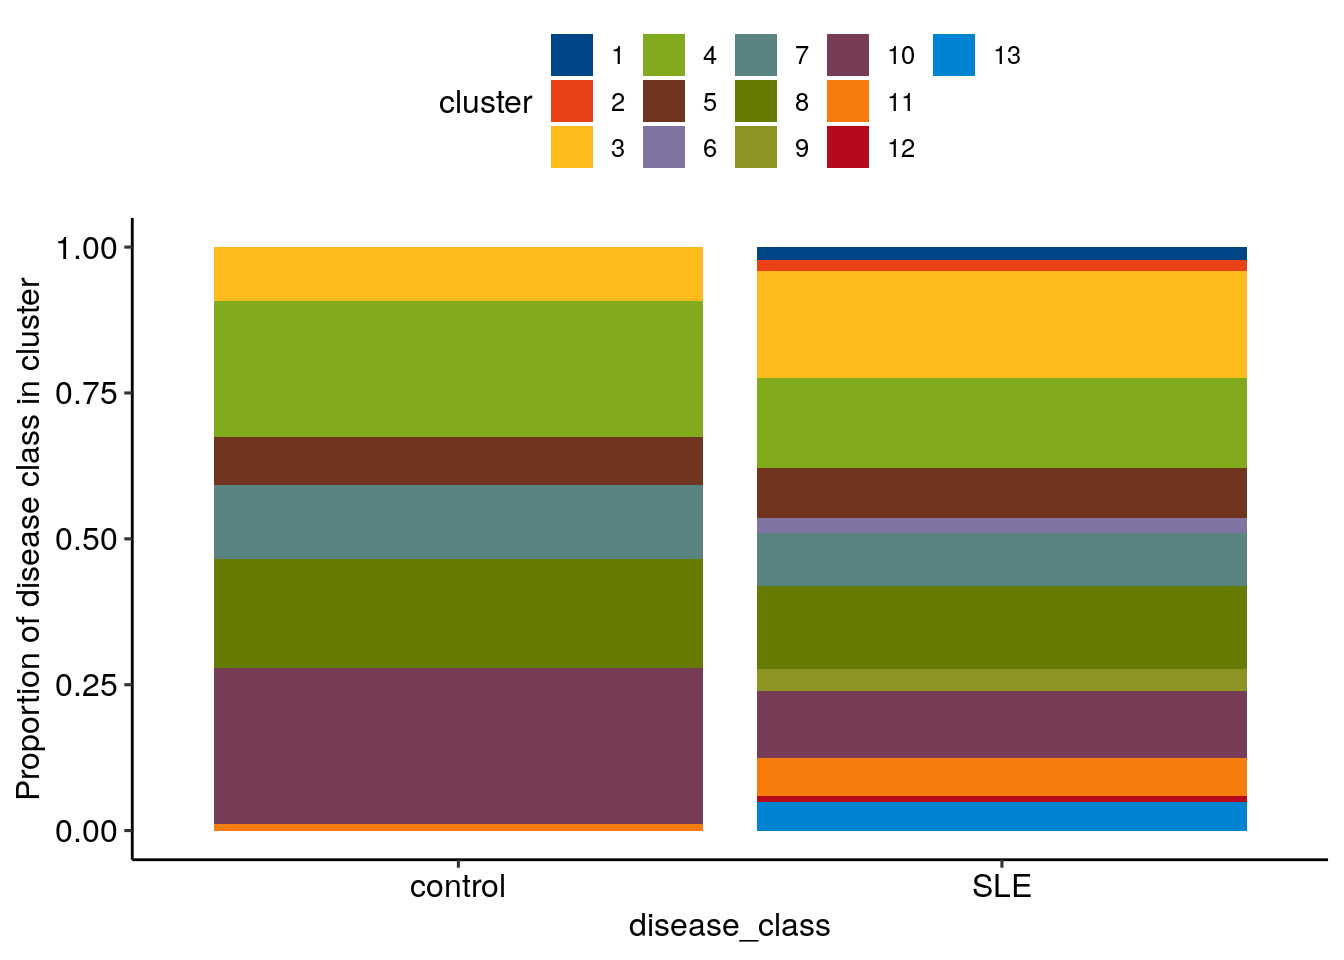 1 4 7 10 13
cluster 2 5 8 11
3 6 9 12
Proportion of disease class in cluster
1.00
0.75
0.50
0.25
0.00
control SLE
disease_class